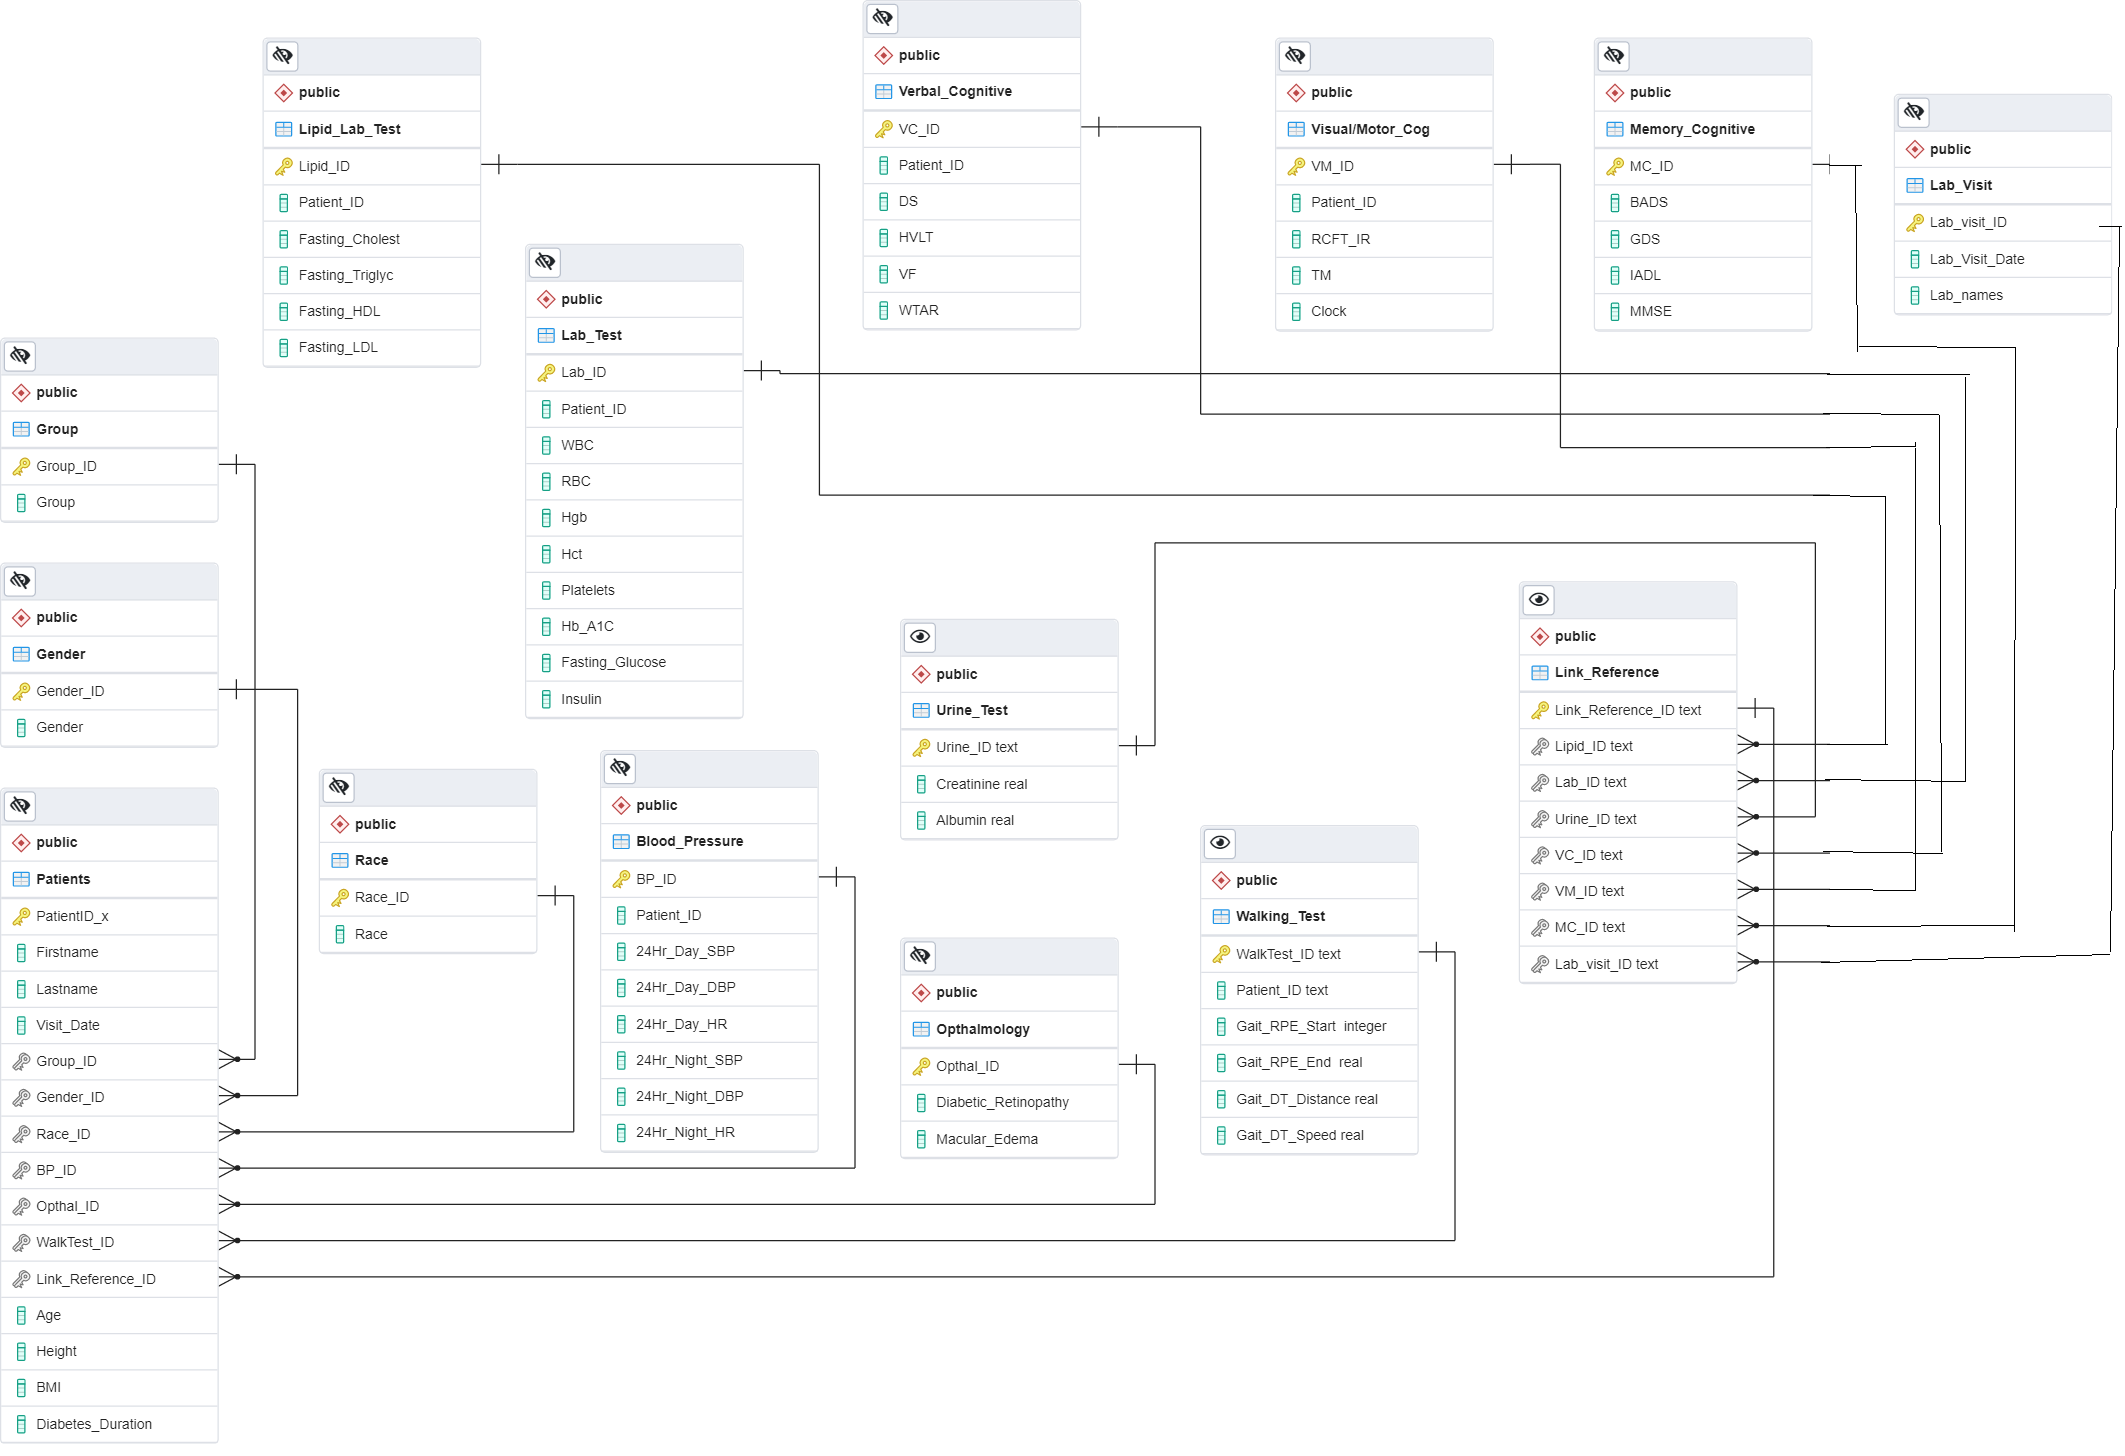 public
Lipid_Lab_Test
Lipid_ID
Patient_ID
Fasting_Cholest
Fasting_Triglyc
Fasting_HDL
Fasting_LDL
public
Verbal_Cognitive
VC_ID
Patient_ID
DS
HVLT
VF
WTAR
public
Visual/Motor_Cog
VM_ID
Patient_ID
RCFT_IR
TM
Clock
public
Memory_Cognitive
MC_ID
BADS
GDS
IADL
MMSE
public
Lab_Visit
Lab_visit_ID
Lab_Visit_Date
Lab_names
public
Lab_Test
Lab_ID
Patient_ID
WBC
RBC
Hgb
Hct
Platelets
Hb_A1C
Fasting_Glucose
Insulin
public
Group
Group_ID
Group
public
Gender
Gender_ID
Gender
public
Patients
PatientID_x
Firstname
Lastname
Visit_Date
Group_ID
Gender_ID
Race_ID
BP_ID
Opthal_ID
WalkTest_ID
Link_Reference_ID
Age
Height
BMI
Diabetes_Duration
public
Race
Race_ID
Race
public
Blood_Pressure
BP_ID
Patient_ID
24Hr_Day_SBP
24Hr_Day_DBP
24Hr_Day_HR
24Hr_Night_SBP
24Hr_Night_DBP
24Hr_Night_HR
public
Urine_Test
Urine_ID text
Creatinine real
Albumin real
public
Opthalmology
Opthal_ID
Diabetic_Retinopathy
Macular_Edema
public
Walking_Test
WalkTest_ID text
Patient_ID text
Gait_RPE_Start integer
Gait_RPE_End real
Gait_DT_Distance real
Gait_DT_Speed real
public
Link_Reference
Link_Reference_ID text
Lipid_ID text
Lab_ID text
Urine_ID text
VC_ID text
VM_ID text
MC_ID text
Lab_visit_ID text